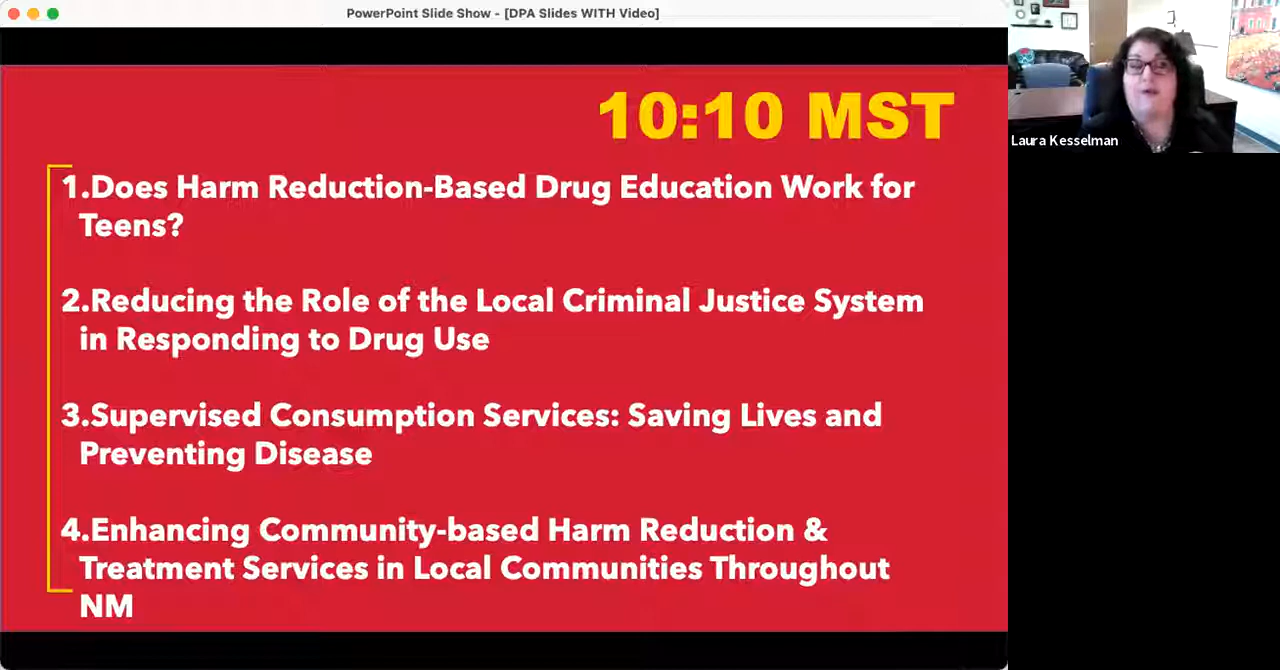 PowerPoint Slide Show - [DPA Slides WITH Video]
10:10 MST
1.Does Harm Reduction-Based Drug Education Work for
Teens?
2.Reducing the Role of the Local Criminal Justice System
in Responding to Drug Use
3.Supervised Consumption Services: Saving Lives and
Preventing Disease
4.Enhancing Community-based Harm Reduction &
Treatment Services in Local Communities Throughout
NM
Laura Kesselman